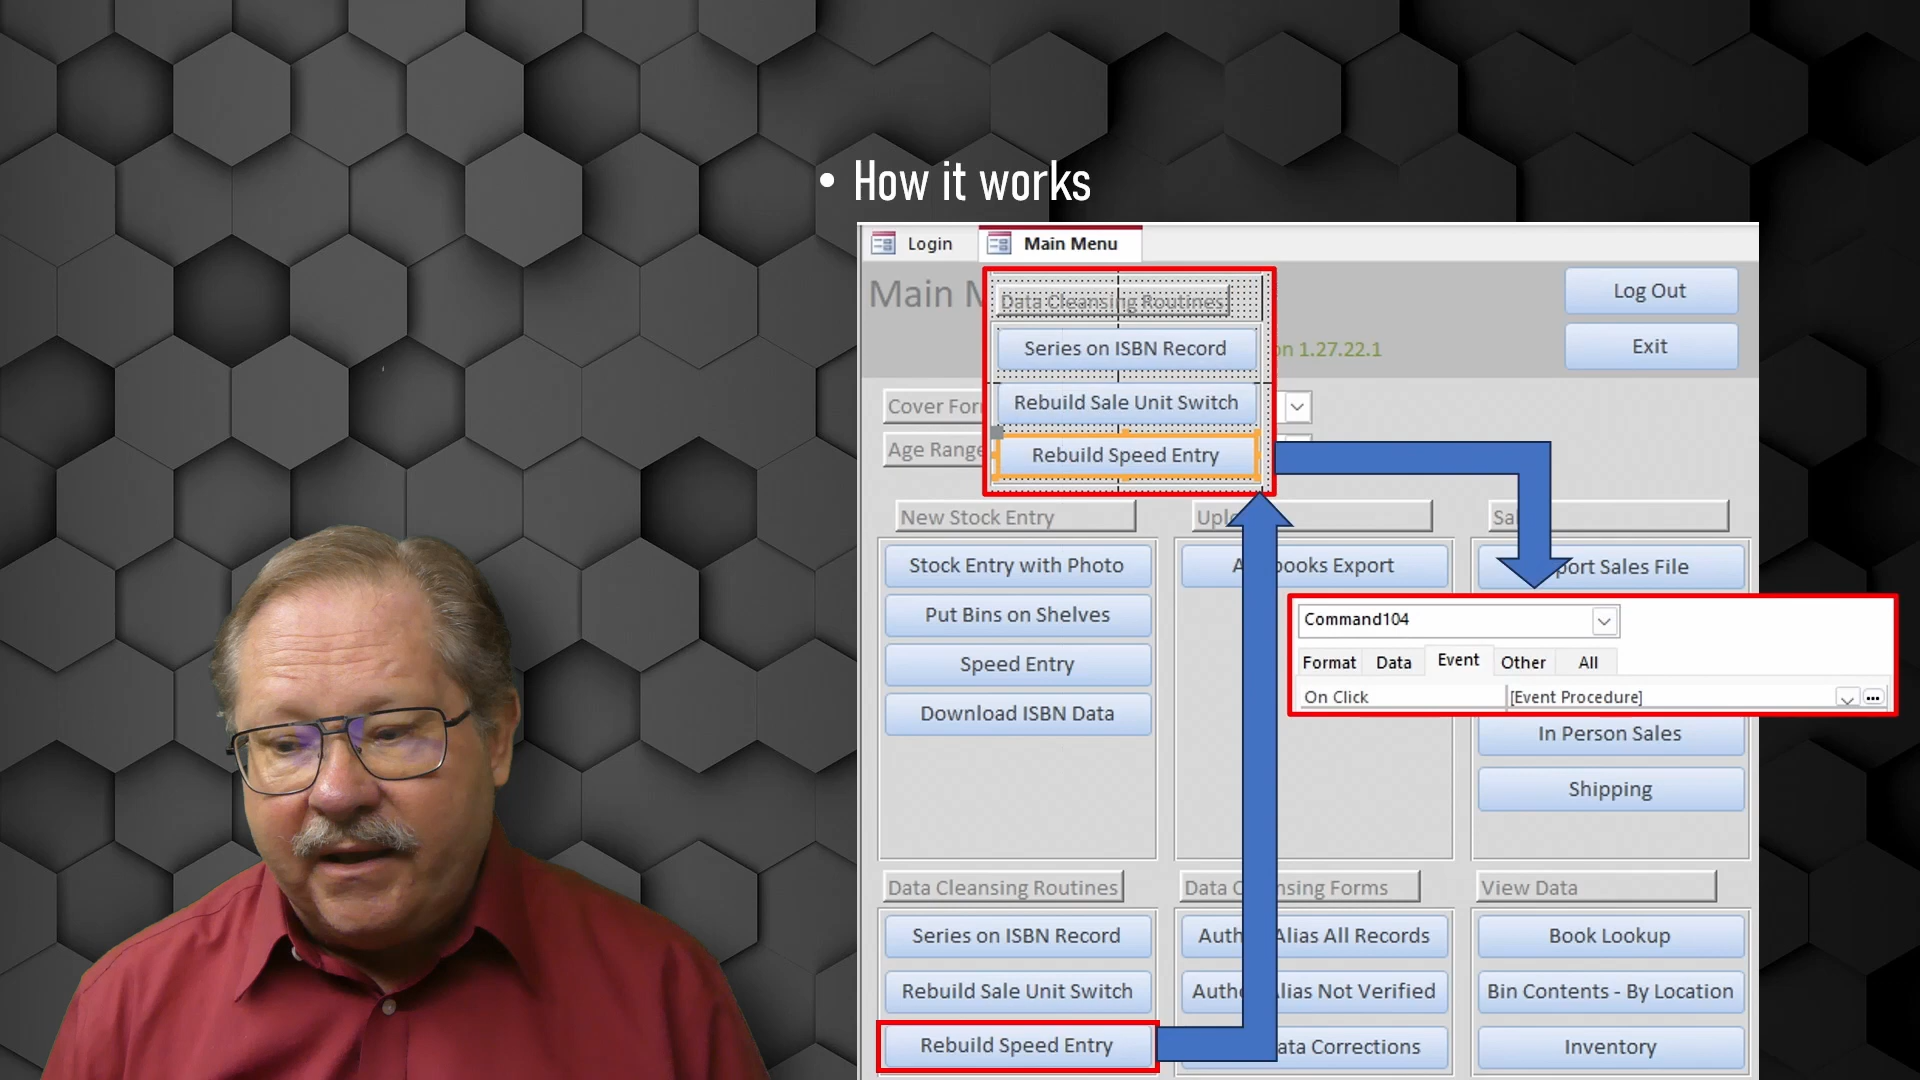 • How it works
Login
Main Menu
Main M
Log Out
Exit
on 1.27.22.1
Data Cleansing Routines
Series on ISBN Record
Rebuild Sale Unit Switch
Rebuild Speed Entry
Cover For
Age Range
New Stock Entry
Stock Entry with Photo
Put Bins on Shelves
Speed Entry
Download ISBN Data
Command104
Format Data Event Other All
On Click [Event Procedure]
ooks Export
port Sales File
In Person Sales
Shipping
Data Cleansing Routines
Series on ISBN Record
Rebuild Sale Unit Switch
Rebuild Speed Entry
Data C nsing Forms
Auth Alias All Records
Autho lias Not Verified
ata Corrections
View Data
Book Lookup
Bin Contents - By Location
Inventory